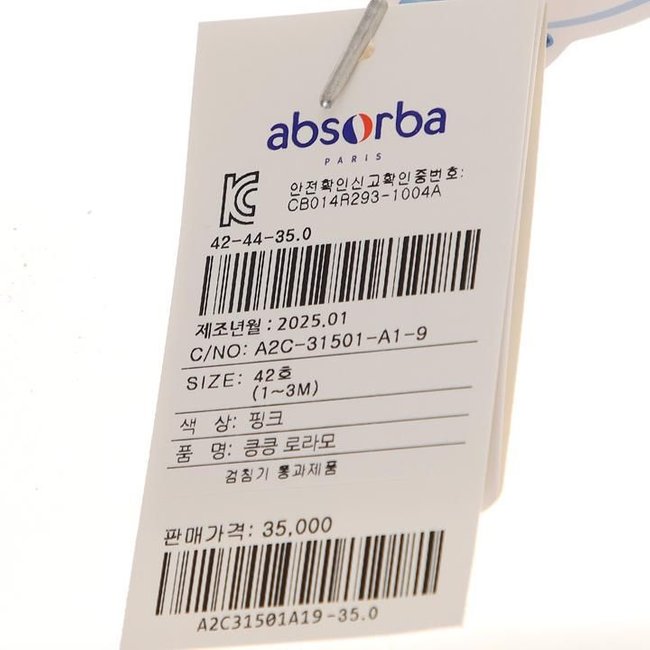 absorba
PARIS
안전확인신고확인증번호:
CB014R293-1004A
42-44-35.0
제조년월 : 2025.01
C/NO: A2C-31501-A1-9
SIZE: 42호
(1~3M)
색 상: 핑크
품 명: 킁킁 로라모
검침기 통과제품
판매가격: 35,000
A2C31501A19-35.0